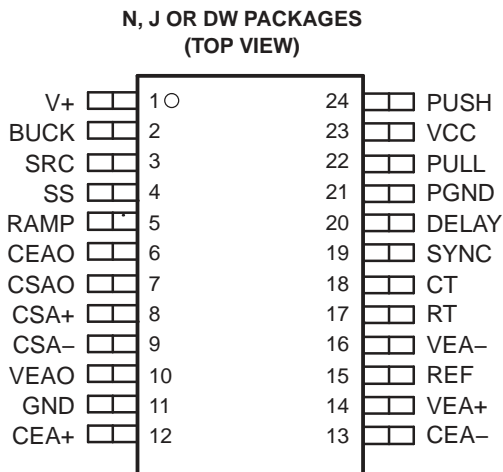 N, J OR DW PACKAGES
(TOP VIEW)
V+ 1 24 PUSH
BUCK 2 23 VCC
SRC 3 22 PULL
SS 4 21 PGND
RAMP 5 20 DELAY
CEAO 6 19 SYNC
CSAO 7 18 CT
CSA+ 8 17 RT
CSA– 9 16 VEA–
VEAO 10 15 REF
GND 11 14 VEA+
CEA+ 12 13 CEA–